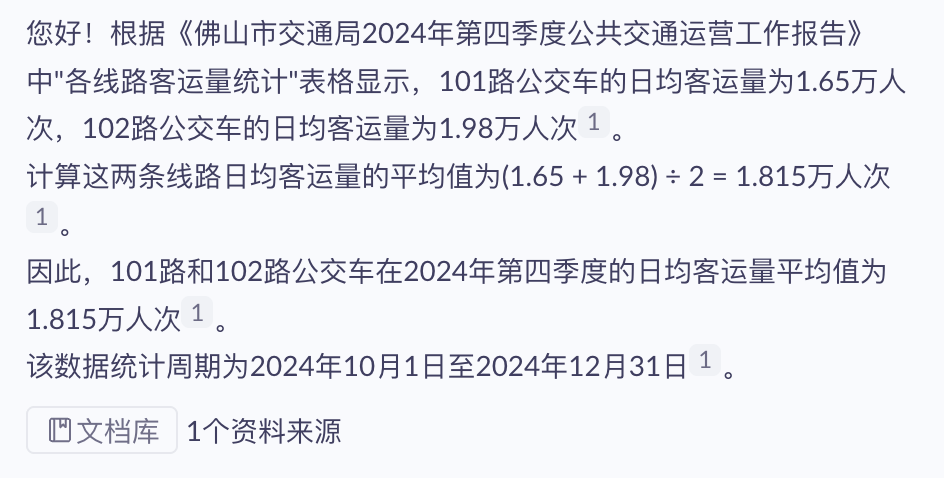 您好！根据《佛山市交通局2024年第四季度公共交通运营工作报告》
中"各线路客运量统计"表格显示，101路公交车的日均客运量为1.65万人
次，102路公交车的日均客运量为1.98万人次 1 。
计算这两条线路日均客运量的平均值为(1.65 + 1.98) ÷ 2 = 1.815万人次
1 。
因此，101路和102路公交车在2024年第四季度的日均客运量平均值为
1.815万人次 1 。
该数据统计周期为2024年10月1日至2024年12月31日 1 。
文档库 1个资料来源